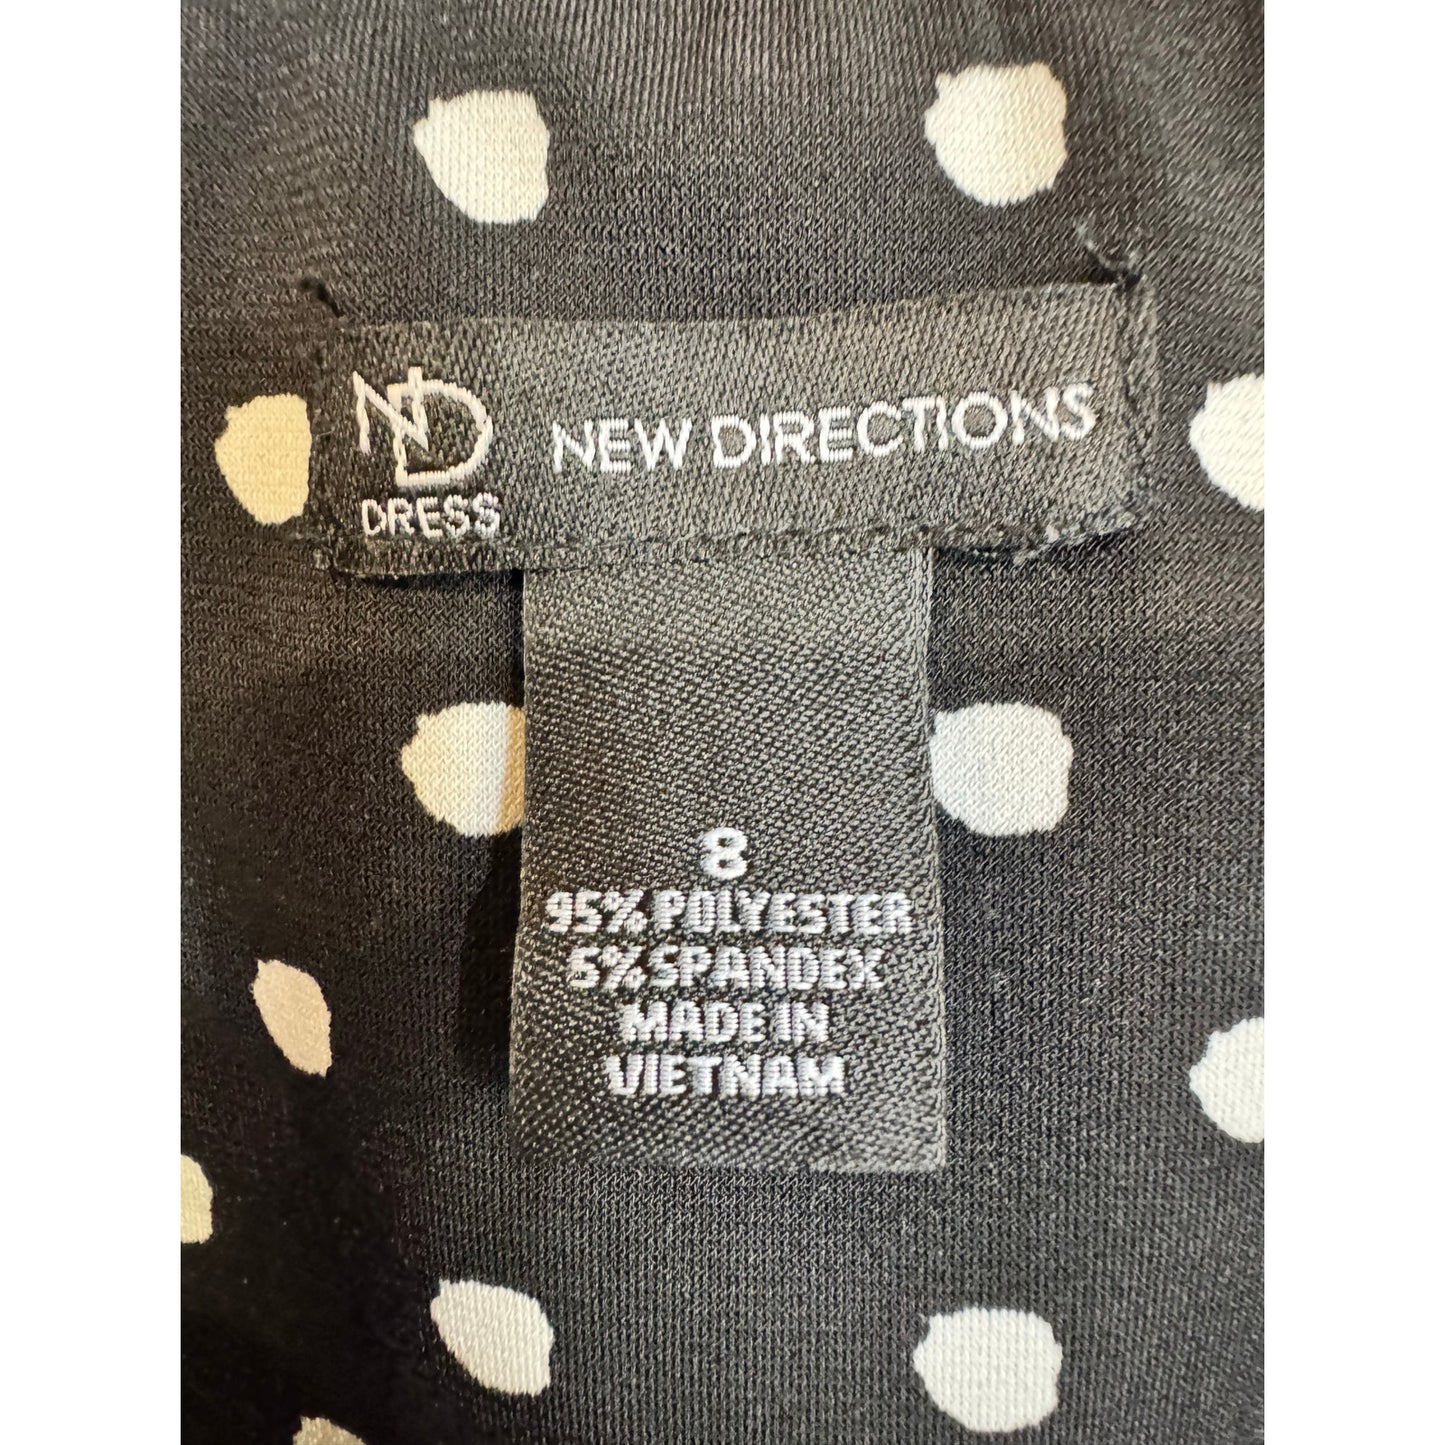 ND
DRESS
NEW DIRECTIONS
8
95% POLYESTER
5% SPANDEX
MADE IN
VIETNAM